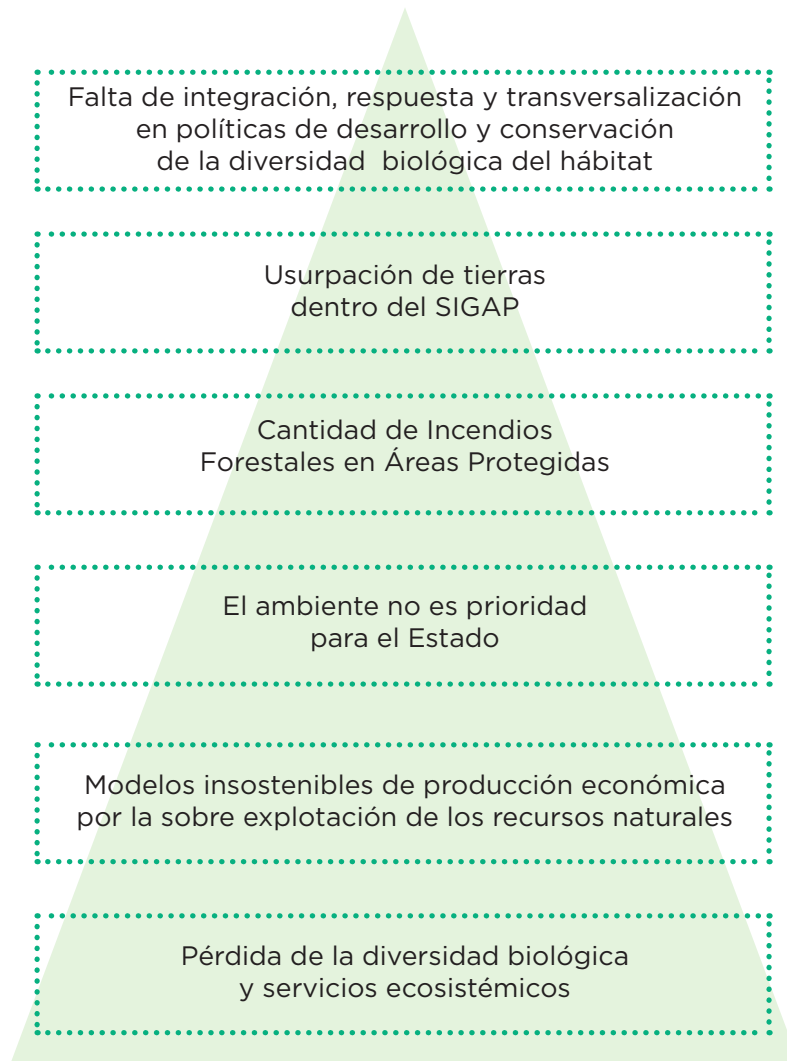 Falta de integración, respuesta y transversalización
en políticas de desarrollo y conservación
de la diversidad biológica del hábitat
Usurpación de tierras
dentro del SIGAP
Cantidad de Incendios
Forestales en Áreas Protegidas
El ambiente no es prioridad
para el Estado
Modelos insostenibles de producción económica
por la sobre explotación de los recursos naturales
Pérdida de la diversidad biológica
y servicios ecosistémicos